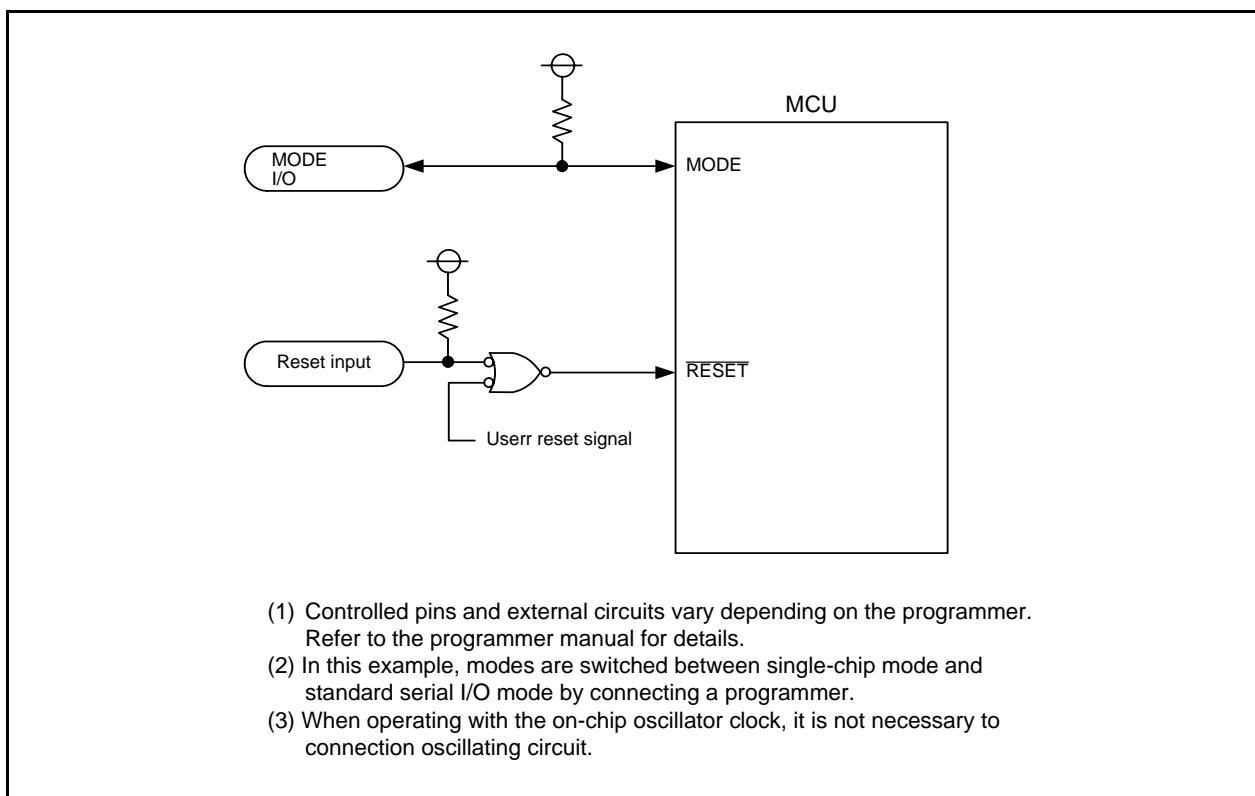 MCU
MODE
I/O
MODE
Reset input
RESET
Userr reset signal
(1) Controlled pins and external circuits vary depending on the programmer.
Refer to the programmer manual for details.
(2) In this example, modes are switched between single-chip mode and
standard serial I/O mode by connecting a programmer.
(3) When operating with the on-chip oscillator clock, it is not necessary to
connection oscillating circuit.